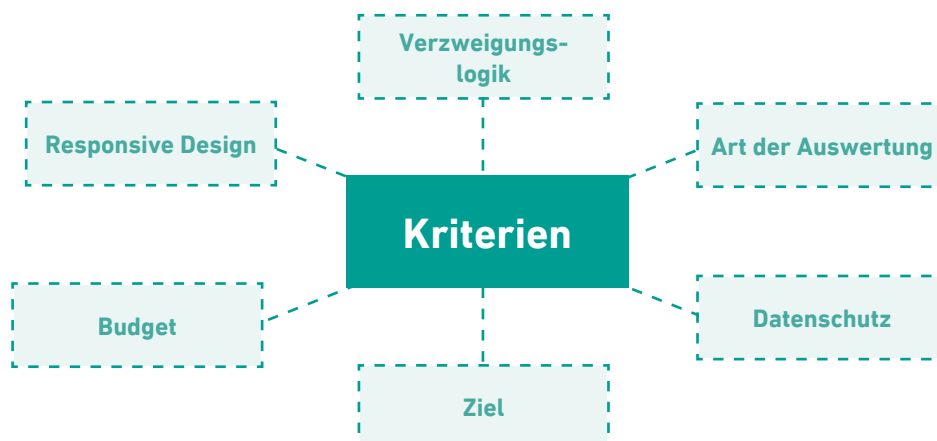 Verzweigungs-
logik
Responsive Design
Art der Auswertung
Kriterien
Budget
Datenschutz
Ziel